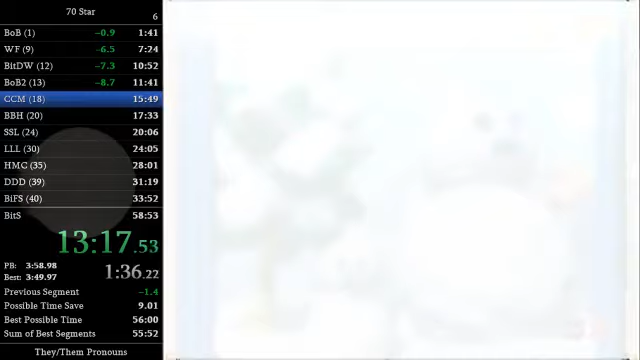 70 Star
6
BoB (1) −0.9 1:41
WF (9) −6.5 7:24
BitDW (12) −7.3 10:52
BoB2 (13) −8.7 11:41
CCM (18) 15:49
BBH (20) 17:33
SSL (24) 20:06
LLL (30) 24:05
HMC (35) 28:01
DDD (39) 31:19
BiFS (40) 33:52
BitS 58:53
13:17.53
PB: 3:58.98
Best: 3:49.97
1:36.22
Previous Segment −1.4
Possible Time Save 9.01
Best Possible Time 56:00
Sum of Best Segments 55:52
They/Them Pronouns